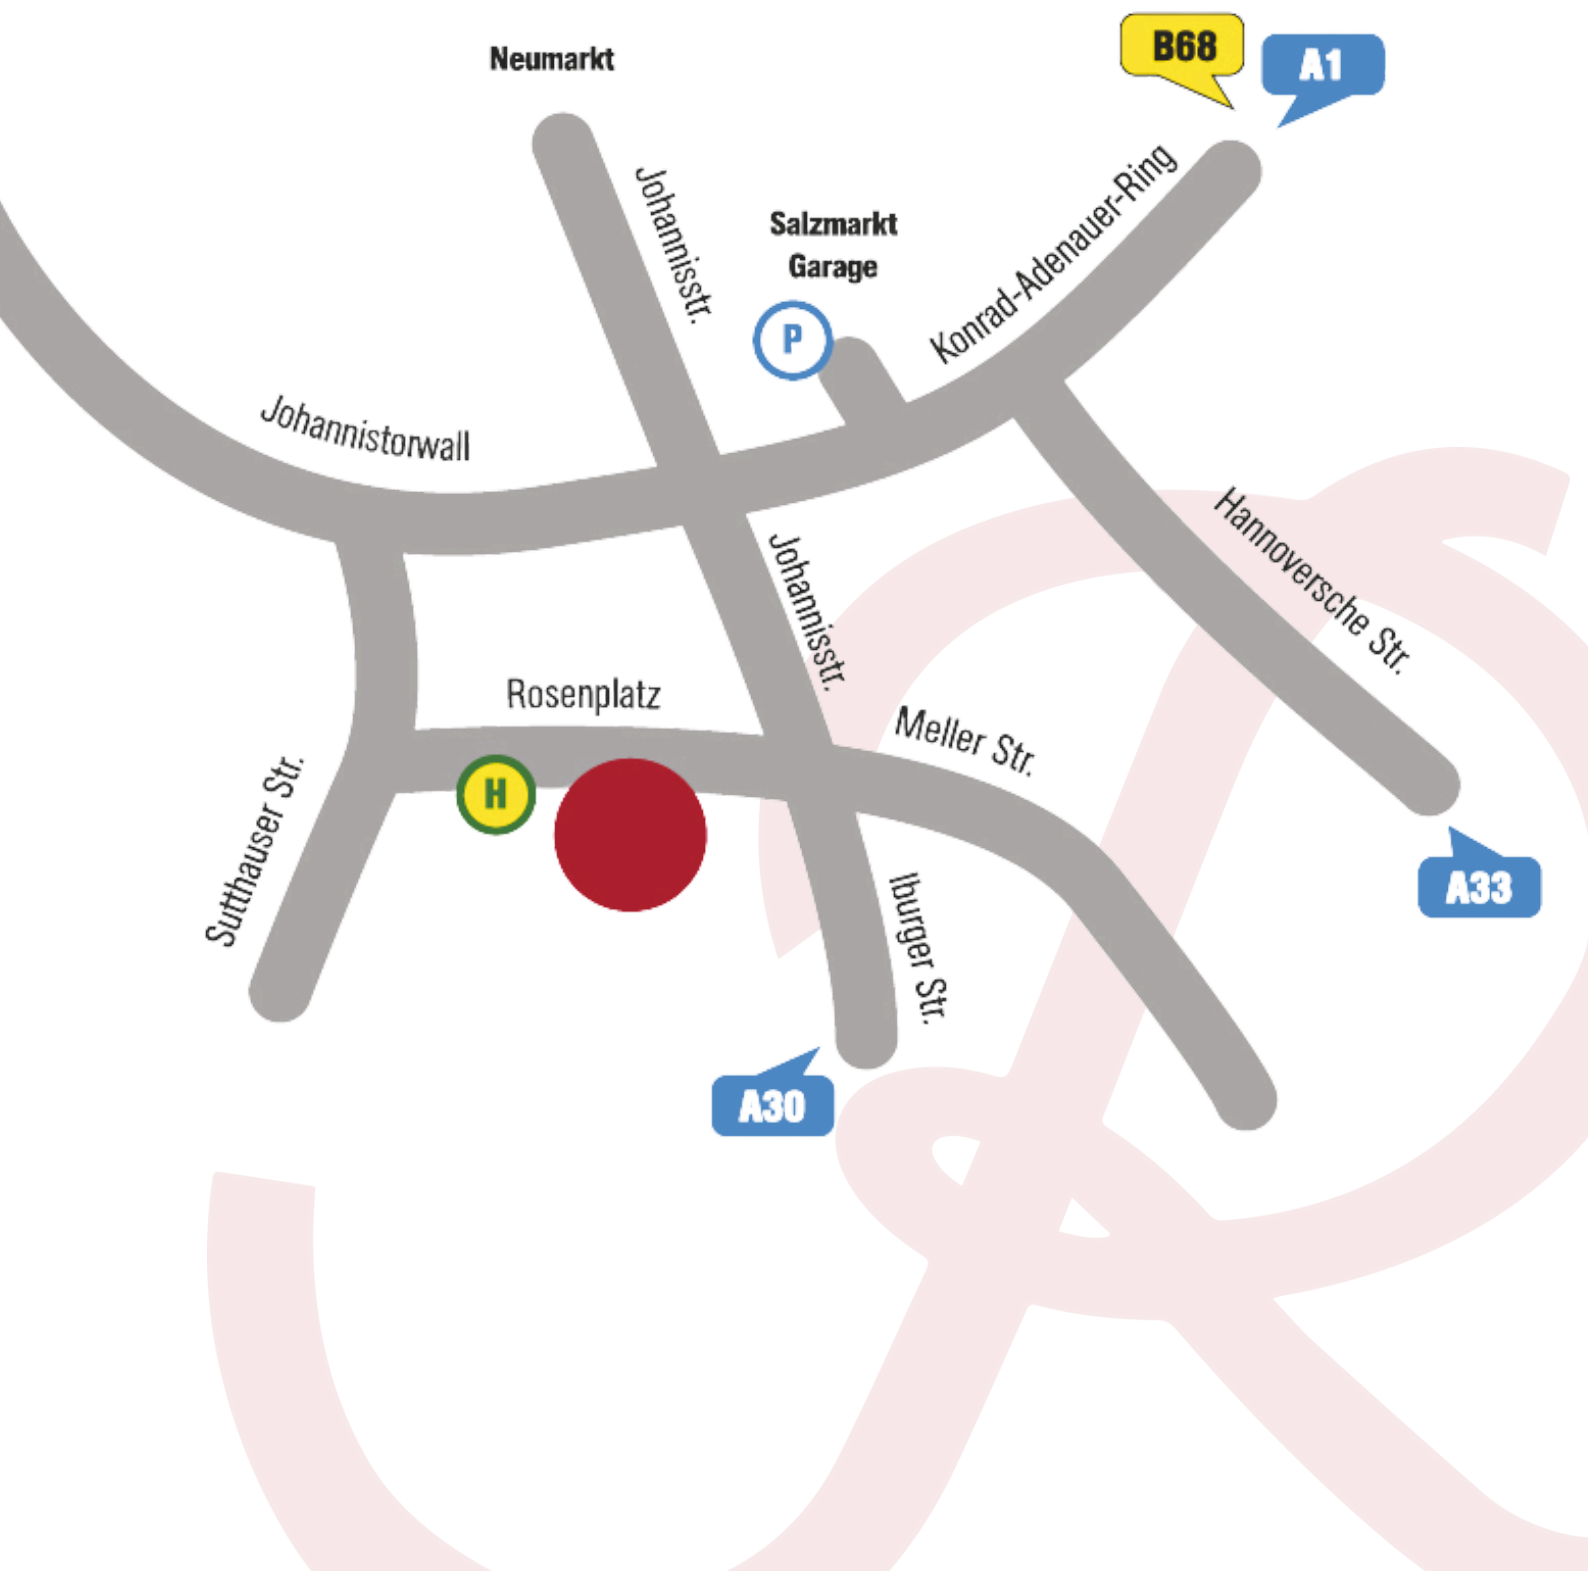 Neumarkt
B68
A1
Johannisstr.
Salzmarkt
Garage
Konrad-Adenauer-Ring
P
Johannistorwall
Hannoversche Str.
Johannisstr.
Rosenplatz
Meller Str.
Sutthauser Str.
H
Iburger Str.
A33
A30